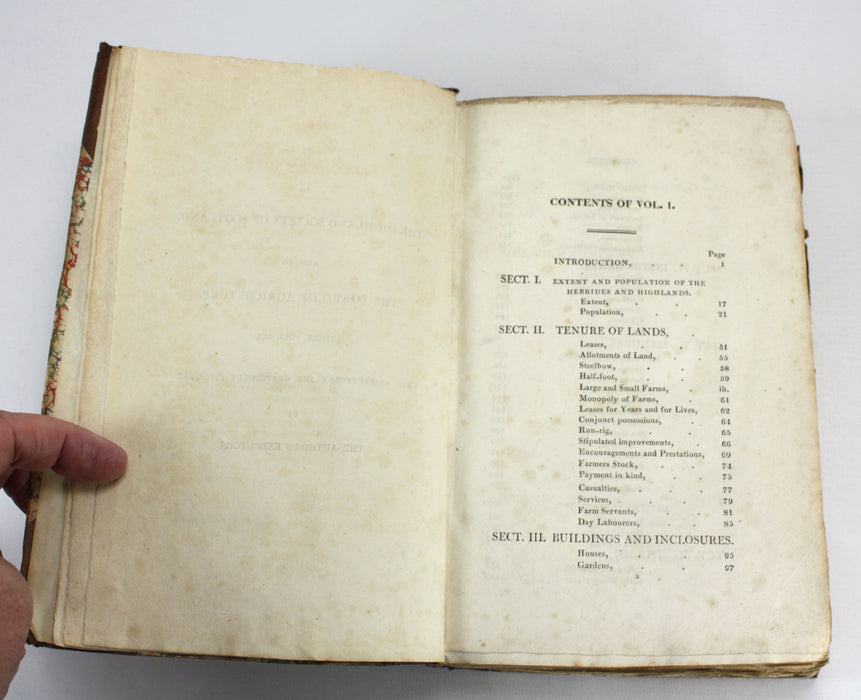 CONTENTS OF VOL. I.
Page
INTRODUCTION, . . 1
SECT. I. EXTENT AND POPULATION OF THE
HEBRIDES AND HIGHLANDS.
Extent, . . 17
Population, . . 21
SECT. II. TENURE OF LANDS, .
Leases, . . 51
Allotments of Land, . . 55
Steelbow, . . 58
Half-foot, . . 59
Large and Small Farms, . ib.
Monopoly of Farms, . . 61
Leases for Years and for Lives, . 62
Conjunct possessions, . . 64
Run-rig, . . 65
Stipulated improvements, . 66
Encouragements and Prestations, 69
Farmers Stock, . . 74
Payment in kind, . . 75
Casualties, . . . 77
Services, . . . 79
Farm Servants, . . 81
Day Labourers, . . 85
SECT. III. BUILDINGS AND INCLOSURES.
Houses, . . 95
Gardens, . . 97